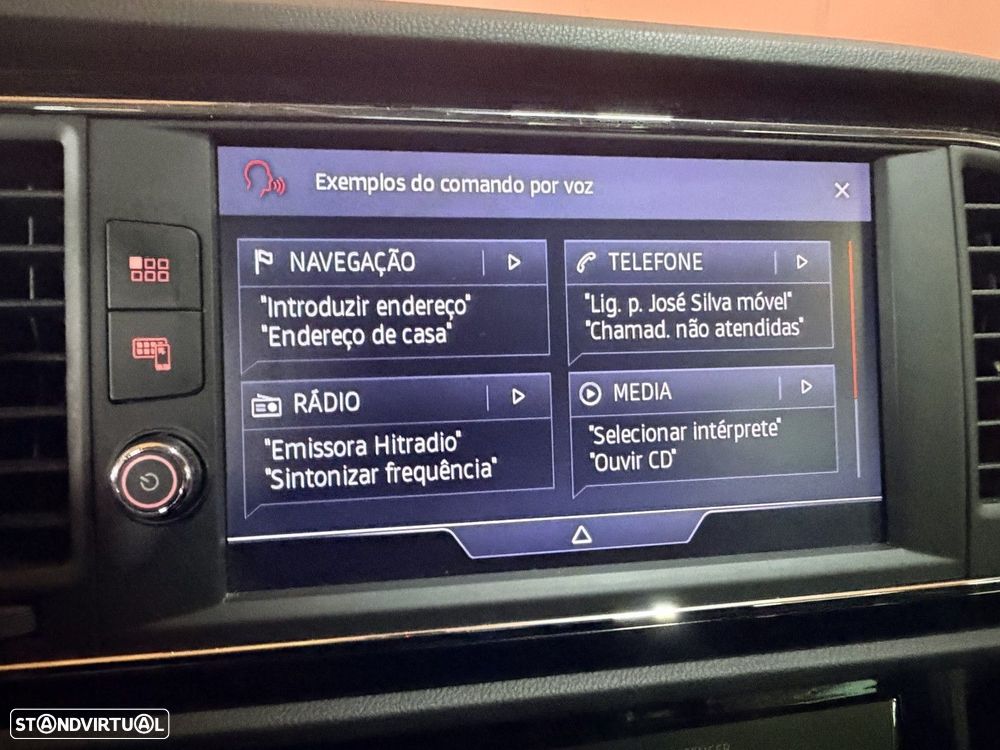 Exemplos do comando por voz
NAVEGAÇÃO
"Introduzir endereço"
"Endereço de casa"
TELEFONE
"Lig. p. José Silva móvel"
"Chamad. não atendidas"
RÁDIO
"Emissora Hitradio"
"Sintonizar frequência"
MEDIA
"Selecionar intérprete"
"Ouvir CD"
STANDVIRTUAL